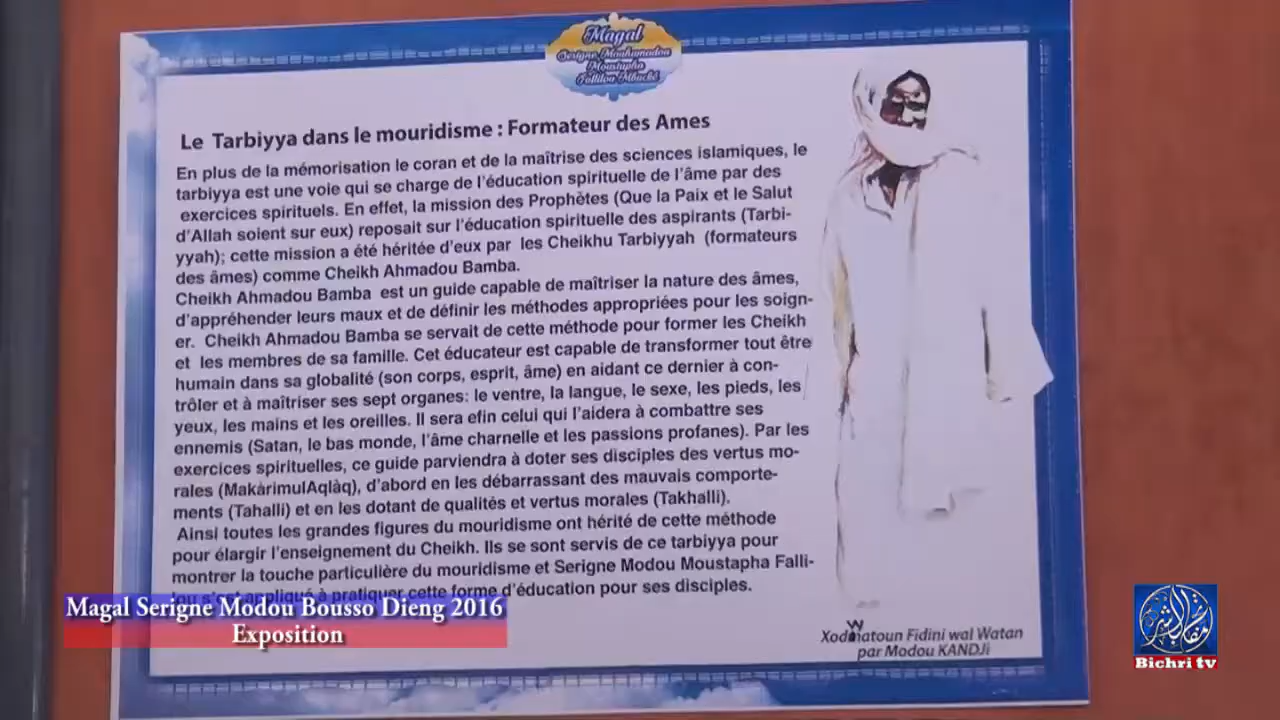 Magal
Serigne Mouhamadou
Moustapha
Fallilou Mbacké
Le Tarbiyya dans le mouridisme : Formateur des Ames
En plus de la mémorisation le coran et de la maîtrise des sciences islamiques, le
tarbiyya est une voie qui se charge de l'éducation spirituelle de l'âme par des
exercices spirituels. En effet, la mission des Prophètes (Que la Paix et le Salut
d'Allah soient sur eux) reposait sur l'éducation spirituelle des aspirants (Tarbi-
yyah); cette mission a été héritée d'eux par les Cheikhu Tarbiyyah (formateurs
des âmes) comme Cheikh Ahmadou Bamba.
Cheikh Ahmadou Bamba est un guide capable de maîtriser la nature des âmes,
d'appréhender leurs maux et de définir les méthodes appropriées pour les soign-
er. Cheikh Ahmadou Bamba se servait de cette méthode pour former les Cheikh
et les membres de sa famille. Cet éducateur est capable de transformer tout être
humain dans sa globalité (son corps, esprit, âme) en aidant ce dernier à con-
trôler et à maîtriser ses sept organes: le ventre, la langue, le sexe, les pieds, les
yeux, les mains et les oreilles. Il sera efin celui qui l'aidera à combattre ses
ennemis (Satan, le bas monde, l'âme charnelle et les passions profanes). Par les
exercices spirituelles, ce guide parviendra à doter ses disciples des vertus mo-
rales (MakàrimulAqlàq), d'abord en les débarrassant des mauvais comporte-
ments (Tahalli) et en les dotant de qualités et vertus morales (Takhalli).
Ainsi toutes les grandes figures du mouridisme ont hérité de cette méthode
pour élargir l'enseignement du Cheikh. Ils se sont servis de ce tarbiyya pour
montrer la touche particulière du mouridisme et Serigne Modou Moustapha Falli-
lou s'est appliqué à pratiquer cette forme d'éducation pour ses disciples.
Xodmatoun Fidini wal Watan
par Modou KANDJi
Magal Serigne Modou Bousso Dieng 2016
Exposition
Bichri tv